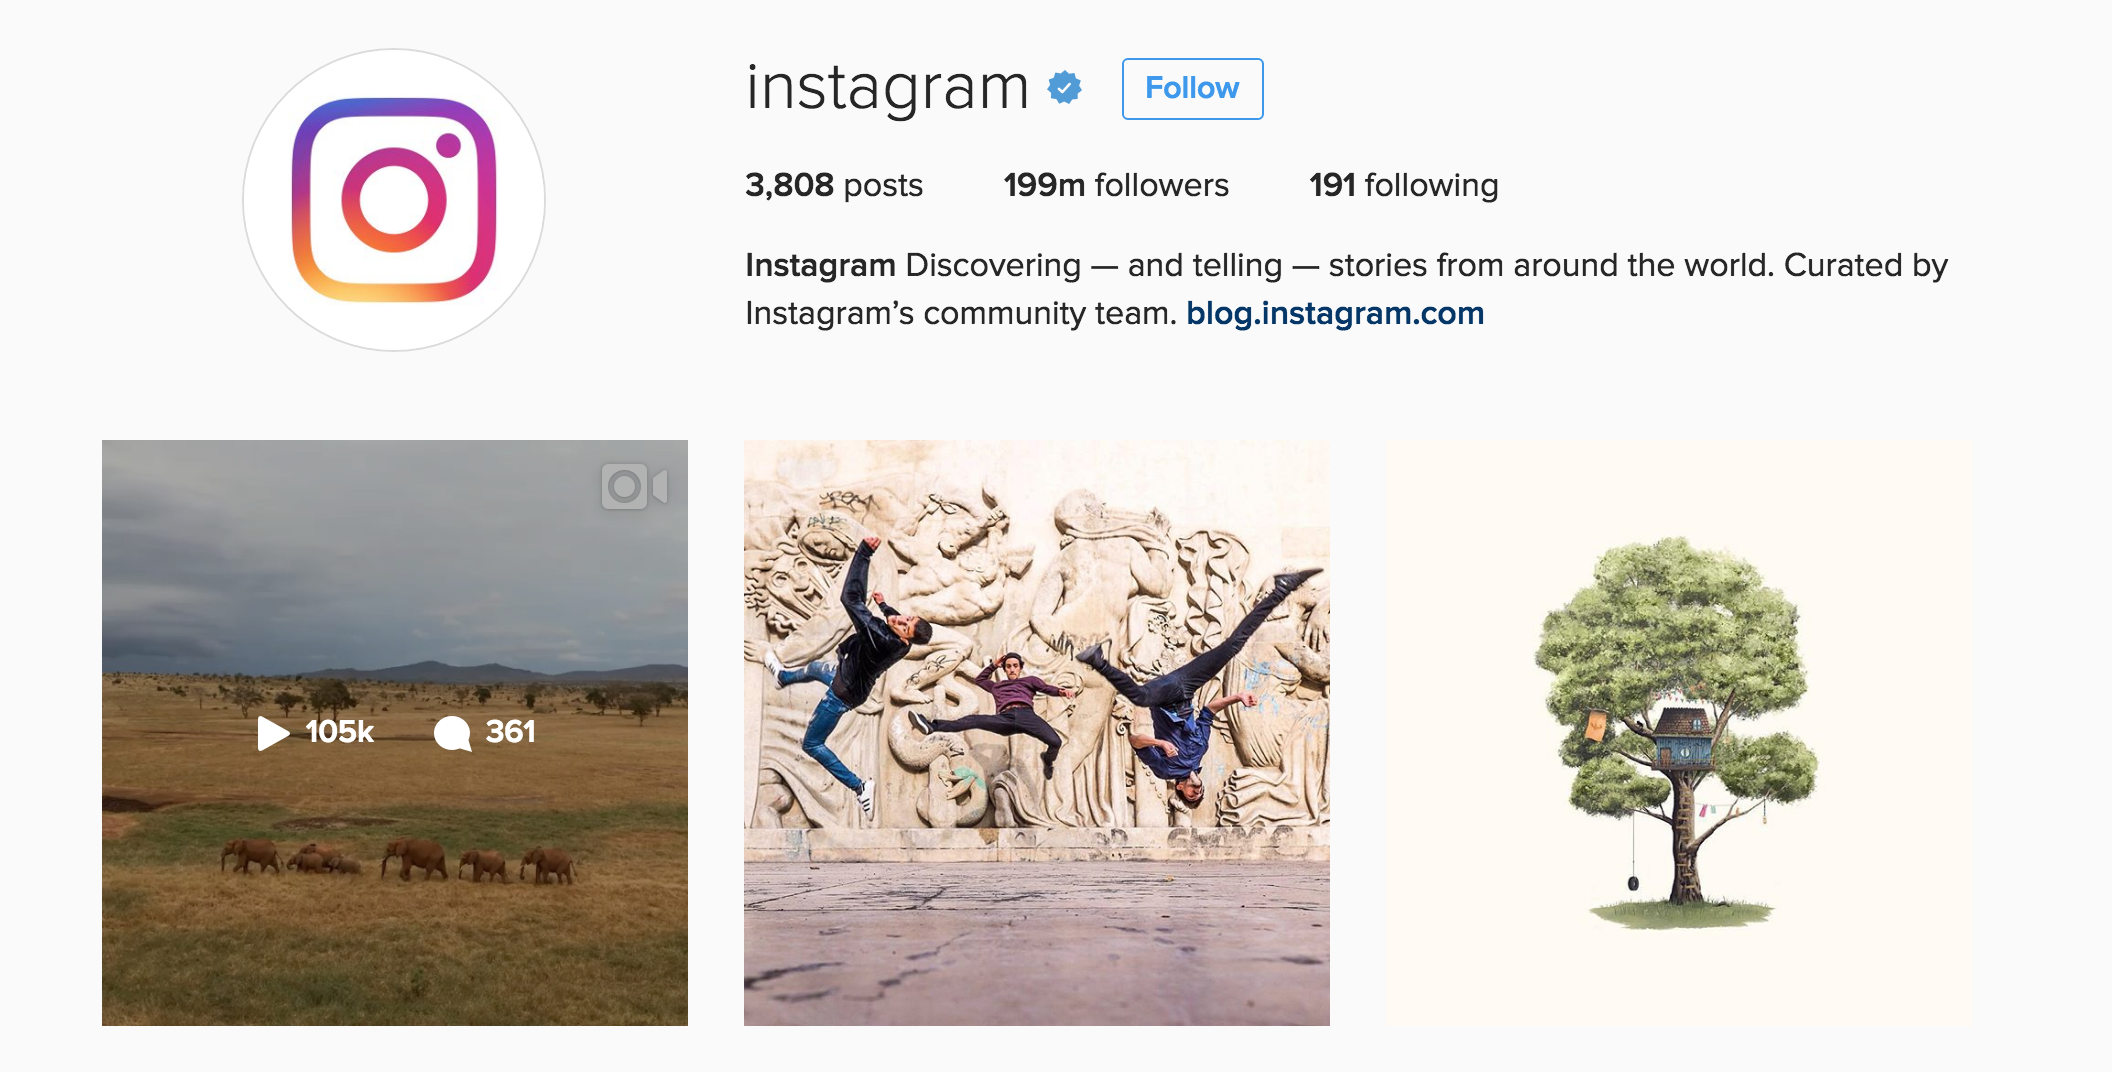 instagram Follow
3,808 posts 199m followers 191 following
Instagram Discovering — and telling — stories from around the world. Curated by
Instagram’s community team. blog.instagram.com
105k 361